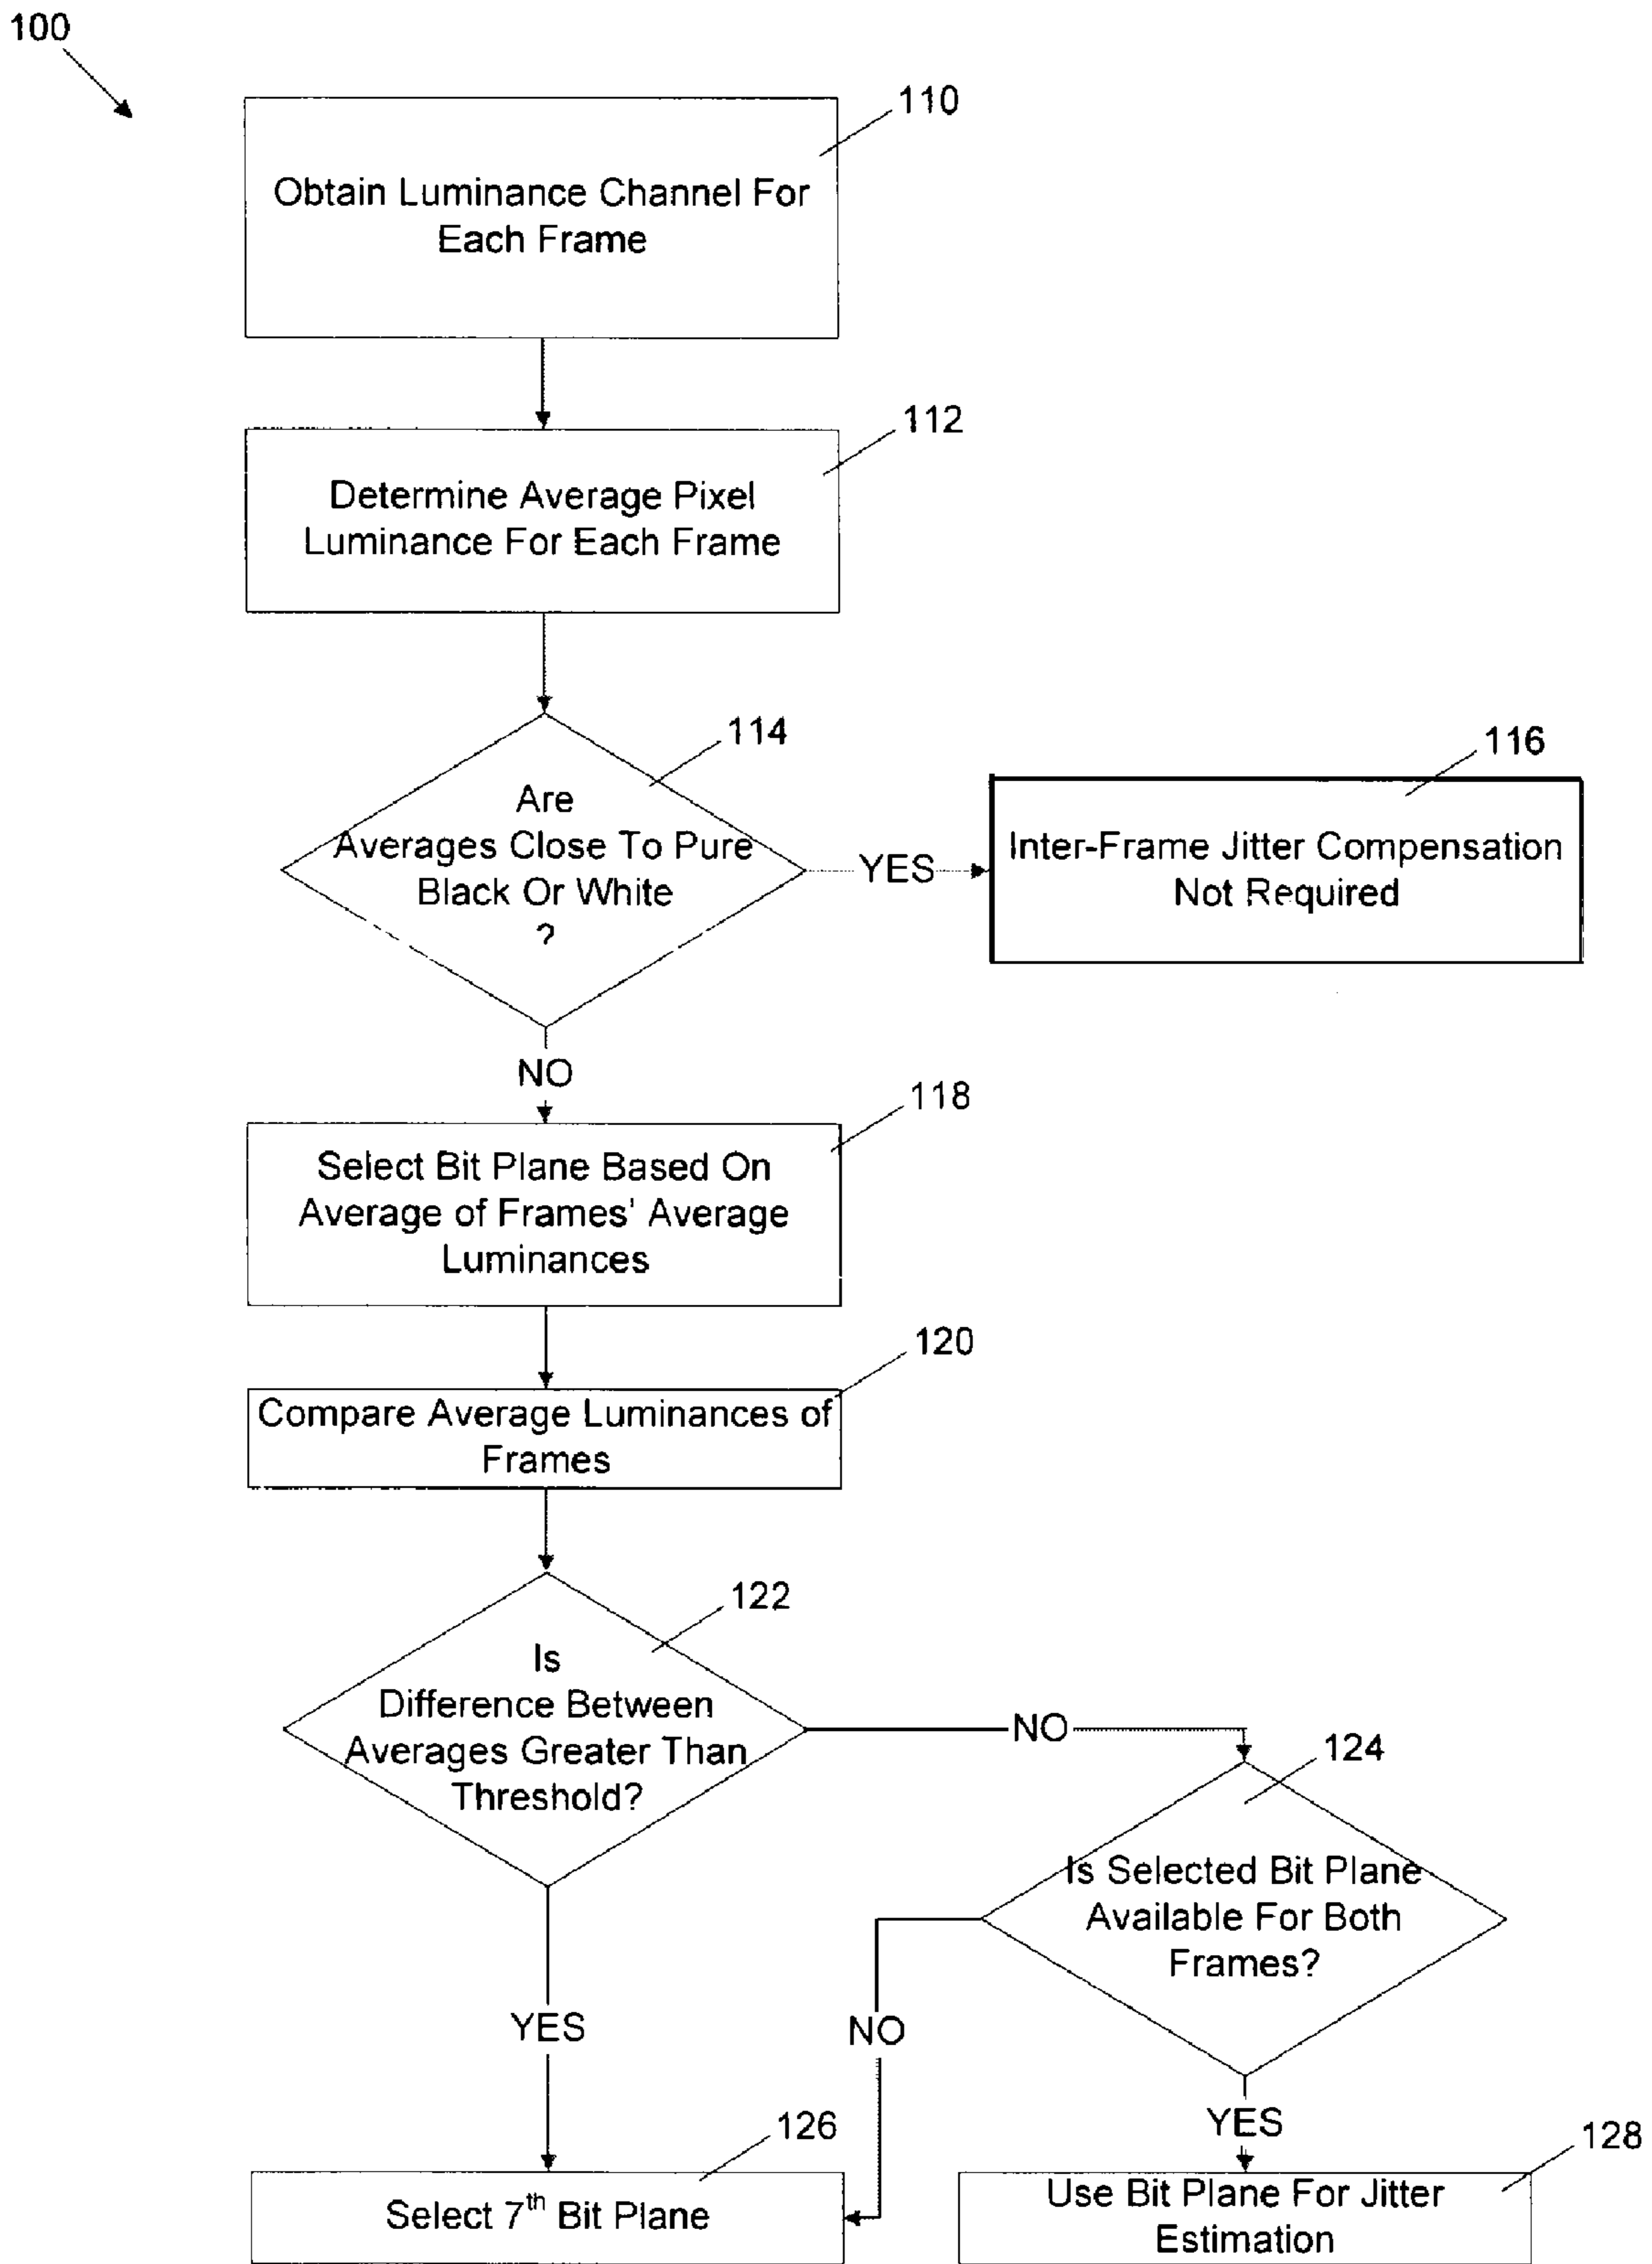 100
110
Obtain Luminance Channel For
Each Frame
112
Determine Average Pixel
Luminance For Each Frame
114
Are
Averages Close To Pure
Black Or White
?
YES
116
Inter-Frame Jitter Compensation
Not Required
NO
118
Select Bit Plane Based On
Average of Frames' Average
Luminances
120
Compare Average Luminances of
Frames
122
Is
Difference Between
Averages Greater Than
Threshold?
NO
124
Is Selected Bit Plane
Available For Both
Frames?
YES
NO
YES
126
Select 7th Bit Plane
128
Use Bit Plane For Jitter
Estimation